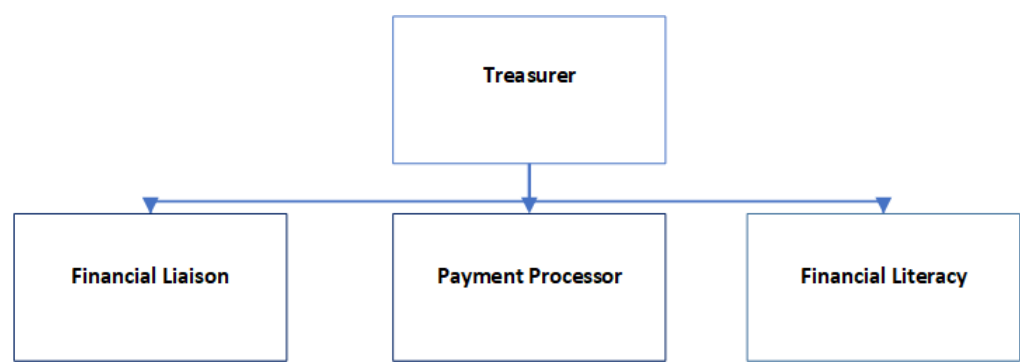 Treasurer
Financial Liaison
Payment Processor
Financial Literacy